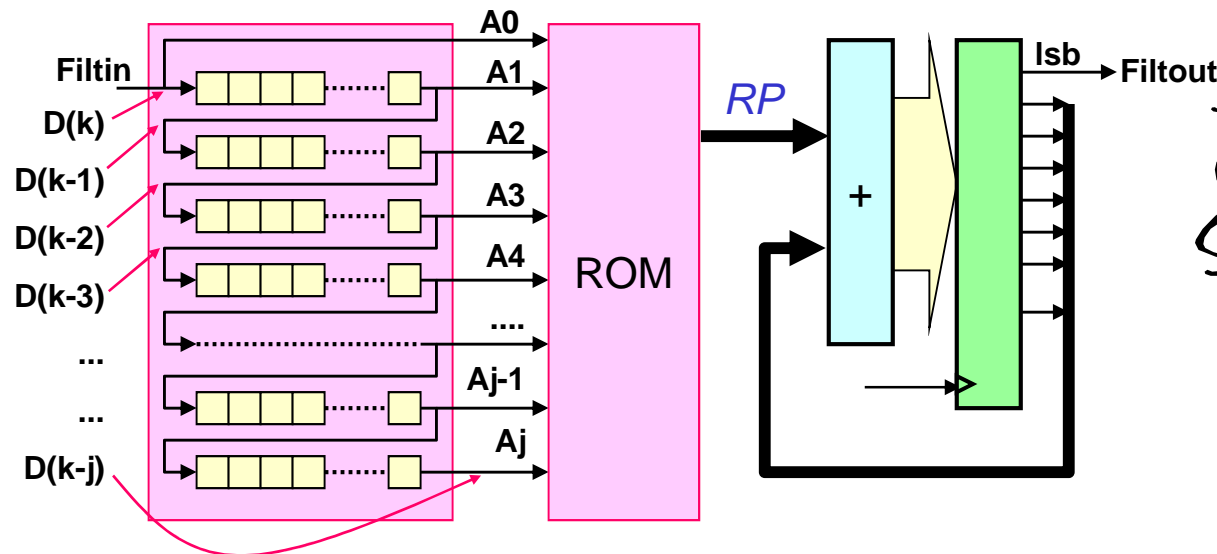 Filtin
D(k)
D(k-1)
D(k-2)
D(k-3)
...
...
D(k-j)
A0
A1
A2
A3
A4
....
Aj-1
Aj
ROM
RP
+
lsb
Filtout